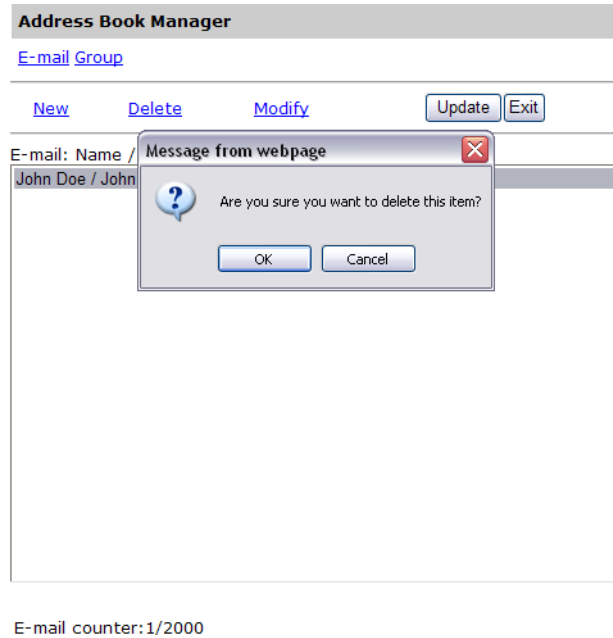 Address Book Manager
E-mail Group
New Delete Modify Update Exit
E-mail: Name /
Message from webpage
John Doe / John
Are you sure you want to delete this item?
OK Cancel
E-mail counter:1/2000